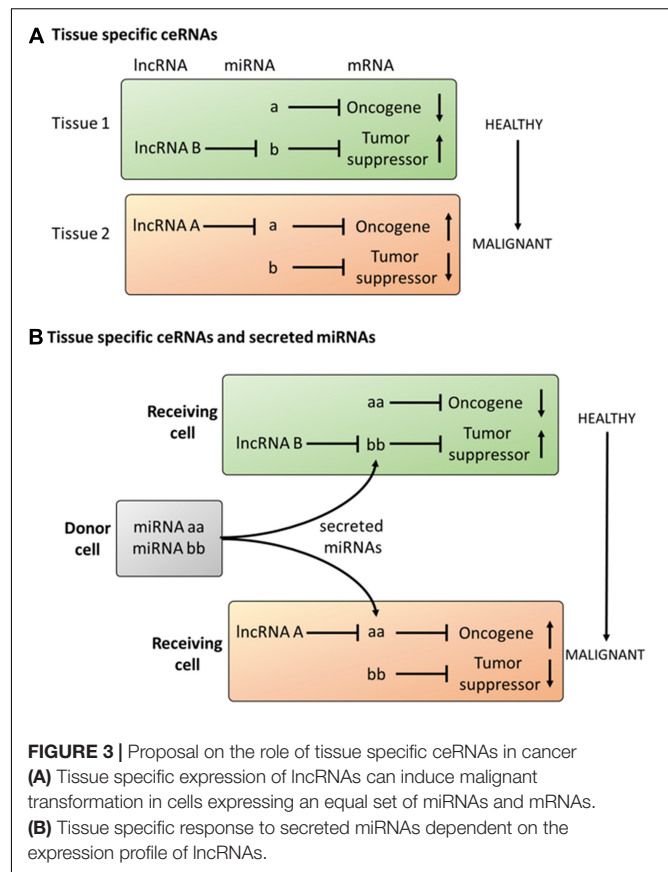 A Tissue specific ceRNAs
lncRNA miRNA mRNA
Tissue 1
a Oncogene
lncRNA B b Tumor
suppressor
HEALTHY
Tissue 2
lncRNA A a Oncogene
b Tumor
suppressor
MALIGNANT
B Tissue specific ceRNAs and secreted miRNAs
Receiving
cell
aa Oncogene
lncRNA B bb Tumor
suppressor
HEALTHY
Donor
cell
miRNA aa
miRNA bb
secreted
miRNAs
Receiving
cell
lncRNA A aa Oncogene
bb Tumor
suppressor
MALIGNANT
FIGURE 3 | Proposal on the role of tissue specific ceRNAs in cancer
(A) Tissue specific expression of lncRNAs can induce malignant
transformation in cells expressing an equal set of miRNAs and mRNAs.
(B) Tissue specific response to secreted miRNAs dependent on the
expression profile of lncRNAs.